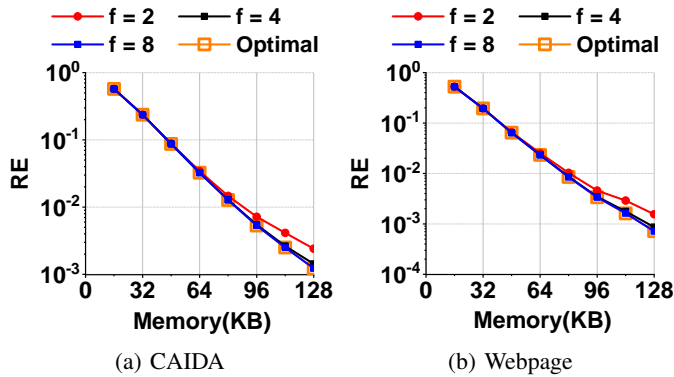 f = 2 f = 4
f = 8 Optimal
10^0
10^-1
10^-2
10^-3
RE
0 32 64 96 128
Memory(KB)
(a) CAIDA
f = 2 f = 4
f = 8 Optimal
10^0
10^-1
10^-2
10^-3
10^-4
RE
0 32 64 96 128
Memory(KB)
(b) Webpage